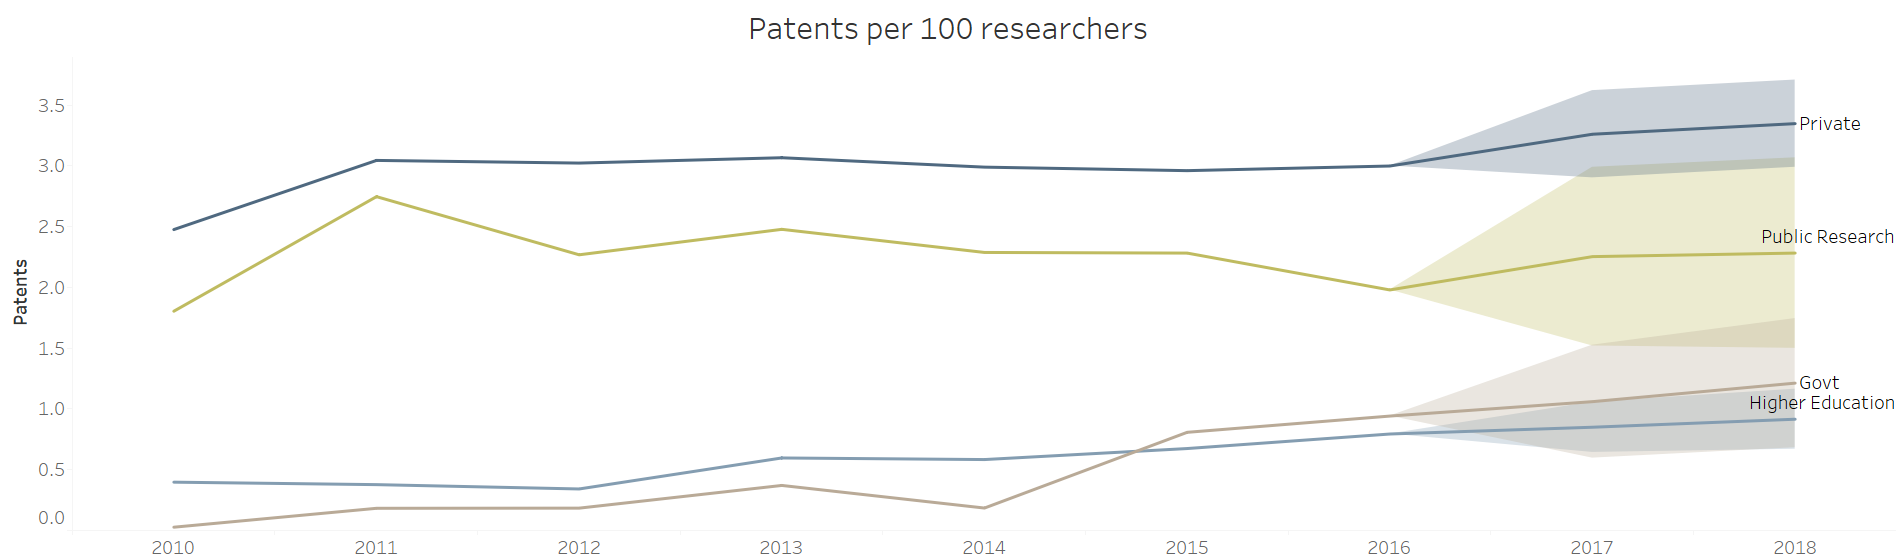 Patents per 100 researchers
Patents
3.5
3.0
2.5
2.0
1.5
1.0
0.5
0.0
Private
Public Research
Govt
Higher Education
2010 2011 2012 2013 2014 2015 2016 2017 2018